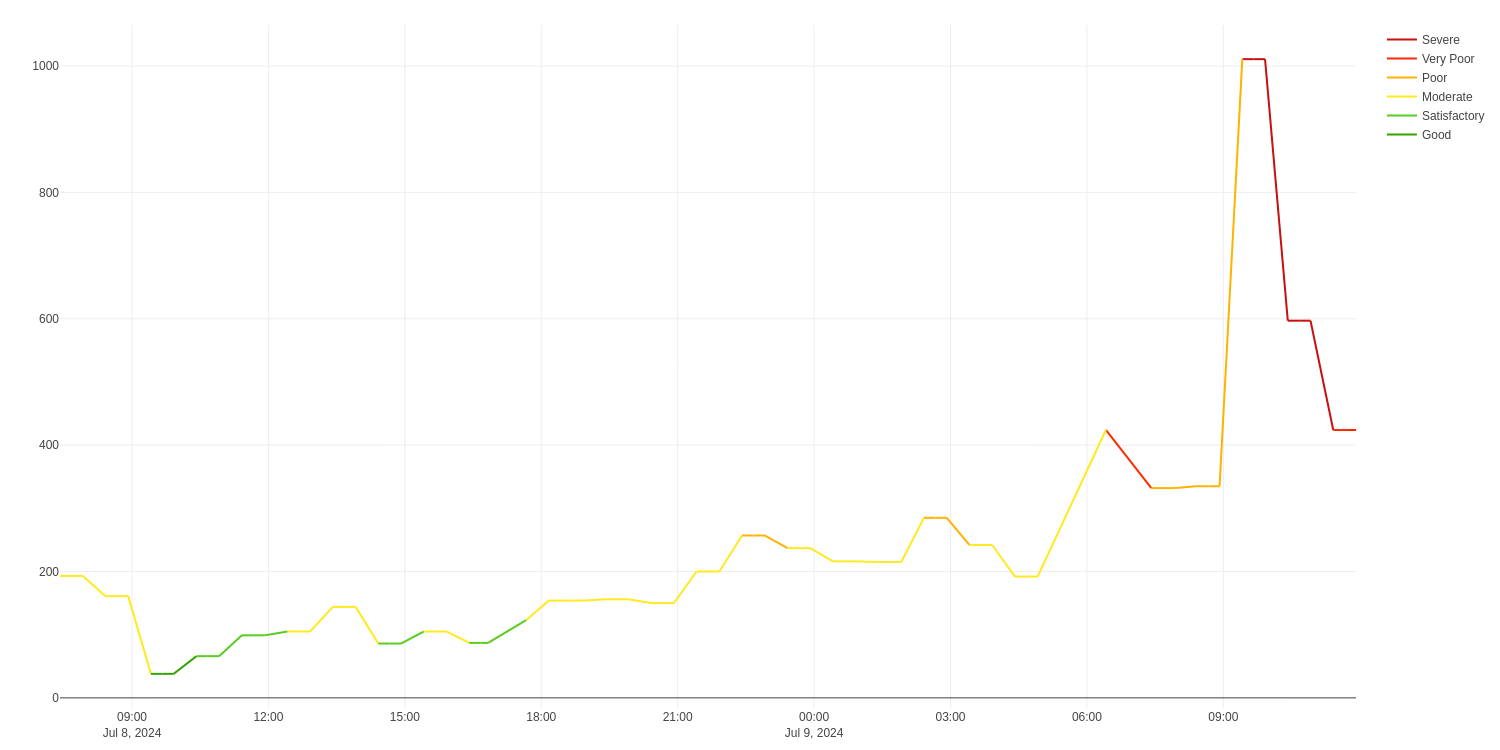 1000
800
600
400
200
0
09:00
12:00
15:00
18:00
21:00
00:00
03:00
06:00
09:00
Jul 8, 2024
Jul 9, 2024
Severe
Very Poor
Poor
Moderate
Satisfactory
Good